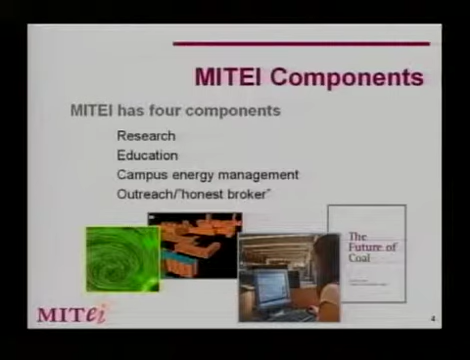 MITEI Components
MITEI has four components
Research
Education
Campus energy management
Outreach/"honest broker"
The
Future of
Coal
MITei
4